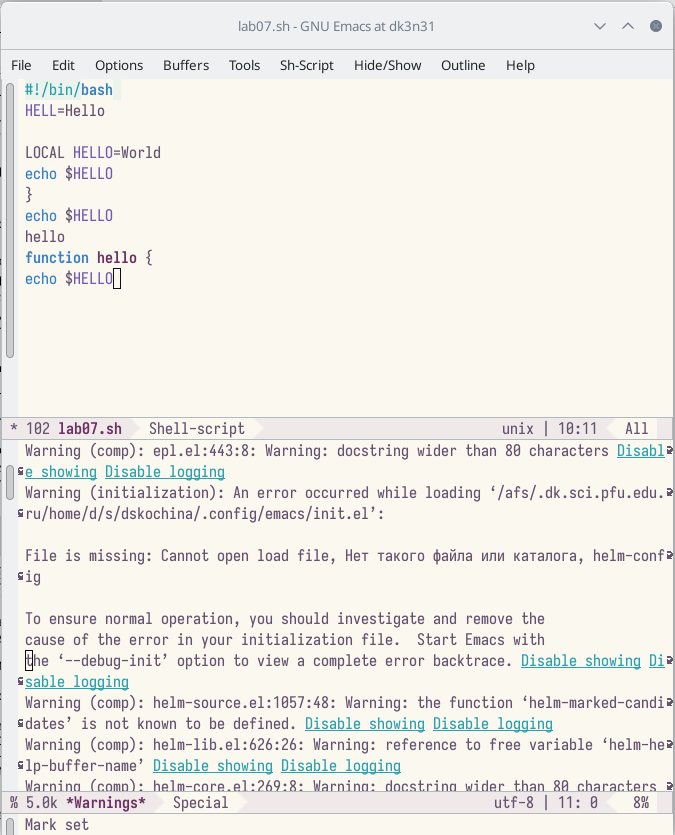 lab07.sh - GNU Emacs at dk3n31
File Edit Options Buffers Tools Sh-Script Hide/Show Outline Help
#!/bin/bash
HELL=Hello
LOCAL HELLO=World
echo $HELLO
}
echo $HELLO
hello
function hello {
echo $HELLO
* 102 lab07.sh Shell-script unix | 10:11 All
Warning (comp): epl.el:443:8: Warning: docstring wider than 80 characters Disabl
e showing Disable logging
Warning (initialization): An error occurred while loading ‘/afs/.dk.sci.pfu.edu.
ru/home/d/s/dskochina/.config/emacs/init.el’:
File is missing: Cannot open load file, Нет такого файла или каталога, helm-conf
ig
To ensure normal operation, you should investigate and remove the
cause of the error in your initialization file.  Start Emacs with
the ‘--debug-init’ option to view a complete error backtrace. Disable showing Di
sable logging
Warning (comp): helm-source.el:1057:48: Warning: the function ‘helm-marked-candi
dates’ is not known to be defined. Disable showing Disable logging
Warning (comp): helm-lib.el:626:26: Warning: reference to free variable ‘helm-he
lp-buffer-name’ Disable showing Disable logging
Warning (comp): helm-core.el:269:8: Warning: docstring wider than 80 characters
% 5.0k *Warnings* Special utf-8 | 11: 0 8%
Mark set